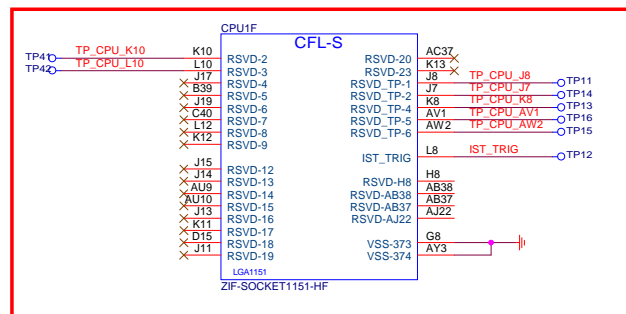 CPU1F
CFL-S
TP41 TP_CPU_K10 K10 RSVD-2 RSVD-20 AC37
TP42 TP_CPU_L10 L10 RSVD-3 RSVD-23 K13
J17 RSVD-4 RSVD_TP-1 J8 TP_CPU_J8 TP11
B39 RSVD-5 RSVD_TP-2 J7 TP_CPU_J7 TP14
J19 RSVD-6 RSVD_TP-4 K8 TP_CPU_K8 TP13
C40 RSVD-7 RSVD_TP-5 AV1 TP_CPU_AV1 TP16
L12 RSVD-8 RSVD_TP-6 AW2 TP_CPU_AW2 TP15
K12 RSVD-9
IST_TRIG L8 IST_TRIG TP12
J15 RSVD-12
J14 RSVD-13 RSVD-H8 H8
AU9 RSVD-14 RSVD-AB38 AB38
AU10 RSVD-15 RSVD-AB37 AB37
J13 RSVD-16 RSVD-AJ22 AJ22
K11 RSVD-17
D15 RSVD-18 VSS-373 G8
J11 RSVD-19 VSS-374 AY3
LGA1151
ZIF-SOCKET1151-HF